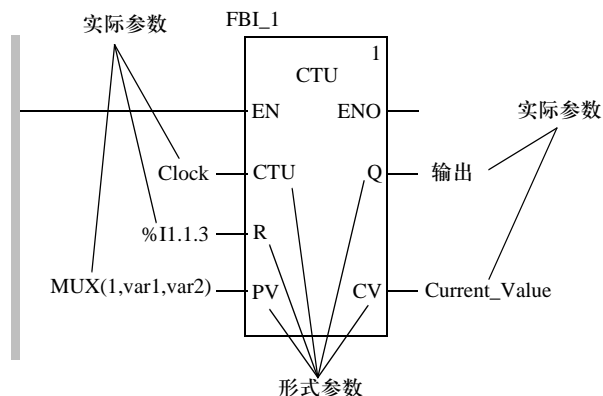 实际参数
FBI_1
1
CTU
实际参数
EN
ENO
Clock
CTU
Q
输出
%I1.1.3
R
MUX(1,var1,var2)
PV
CV
Current_Value
形式参数